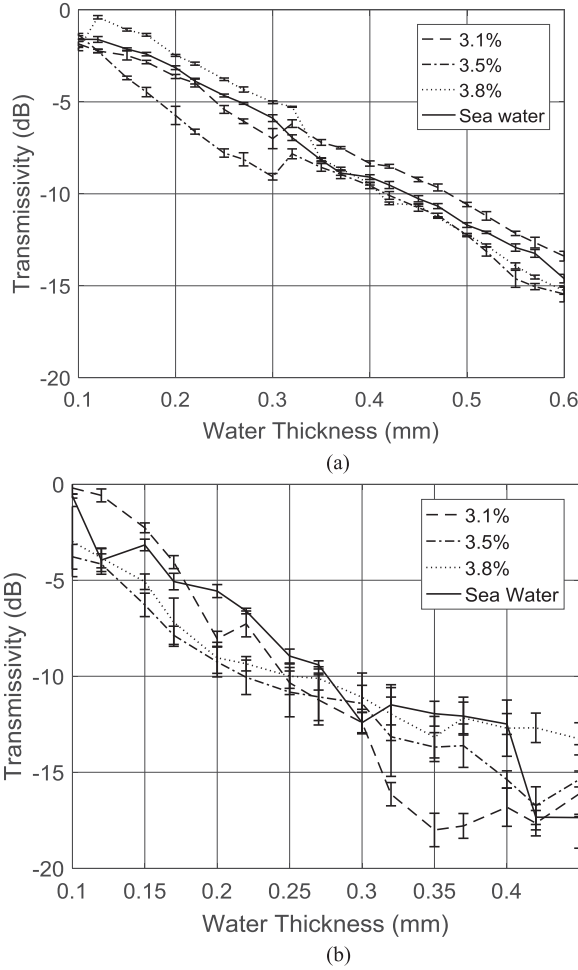 0
-5
-10
-15
-20
Transmissivity (dB)
3.1%
3.5%
3.8%
Sea water
0.1 0.2 0.3 0.4 0.5 0.6
Water Thickness (mm)
(a)
0
-5
-10
-15
-20
Transmissivity (dB)
3.1%
3.5%
3.8%
Sea Water
0.1 0.15 0.2 0.25 0.3 0.35 0.4
Water Thickness (mm)
(b)